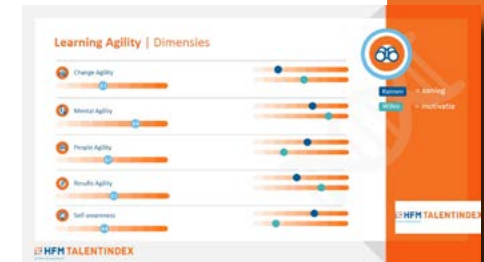 Learning Agility | Dimensies
Change Agility
Mental Agility
People Agility
Results Agility
Self-awareness
Kunnen = aanleg
Willen = motivatie
HFM TALENTINDEX
HFM TALENTINDEX